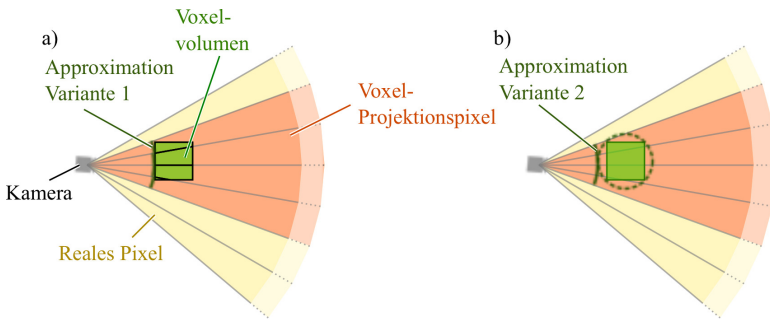 a)
Voxel-
volumen
Approximation
Variante 1
Voxel-
Projektionspixel
Kamera
Reales Pixel
b)
Approximation
Variante 2